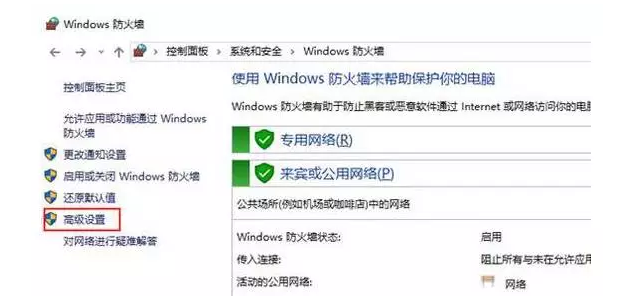 Windows 防火墙
控制面板 > 系统和安全 > Windows 防火墙
控制面板主页
允许应用或功能通过 Windows
防火墙
更改通知设置
启用或关闭 Windows 防火墙
还原默认值
高级设置
对网络进行疑难解答
使用 Windows 防火墙来帮助保护你的电脑
Windows 防火墙有助于防止黑客或恶意软件通过 Internet 或网络访问你的电脑
专用网络(R)
来宾或公用网络(P)
公共场所(例如机场或咖啡店)中的网络
Windows 防火墙状态: 启用
传入连接: 阻止所有与未在允许应用
活动的公用网络: 网络